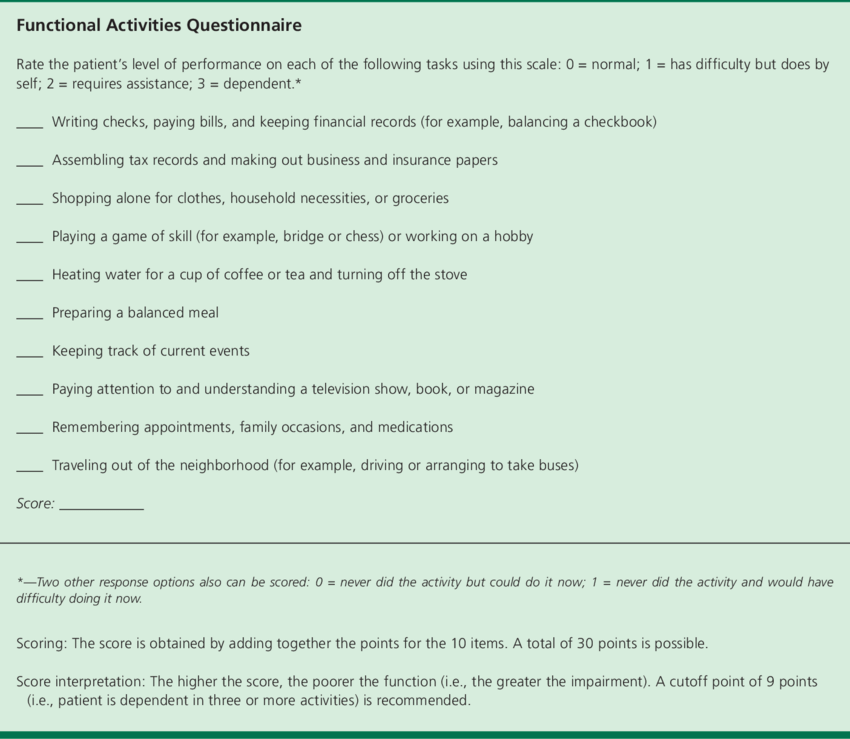 Functional Activities Questionnaire
Rate the patient's level of performance on each of the following tasks using this scale: 0 = normal; 1 = has difficulty but does by
self; 2 = requires assistance; 3 = dependent.*
____ Writing checks, paying bills, and keeping financial records (for example, balancing a checkbook)
____ Assembling tax records and making out business and insurance papers
____ Shopping alone for clothes, household necessities, or groceries
____ Playing a game of skill (for example, bridge or chess) or working on a hobby
____ Heating water for a cup of coffee or tea and turning off the stove
____ Preparing a balanced meal
____ Keeping track of current events
____ Paying attention to and understanding a television show, book, or magazine
____ Remembering appointments, family occasions, and medications
____ Traveling out of the neighborhood (for example, driving or arranging to take buses)
Score: ____________
*—Two other response options also can be scored: 0 = never did the activity but could do it now; 1 = never did the activity and would have
difficulty doing it now.
Scoring: The score is obtained by adding together the points for the 10 items. A total of 30 points is possible.
Score interpretation: The higher the score, the poorer the function (i.e., the greater the impairment). A cutoff point of 9 points
(i.e., patient is dependent in three or more activities) is recommended.